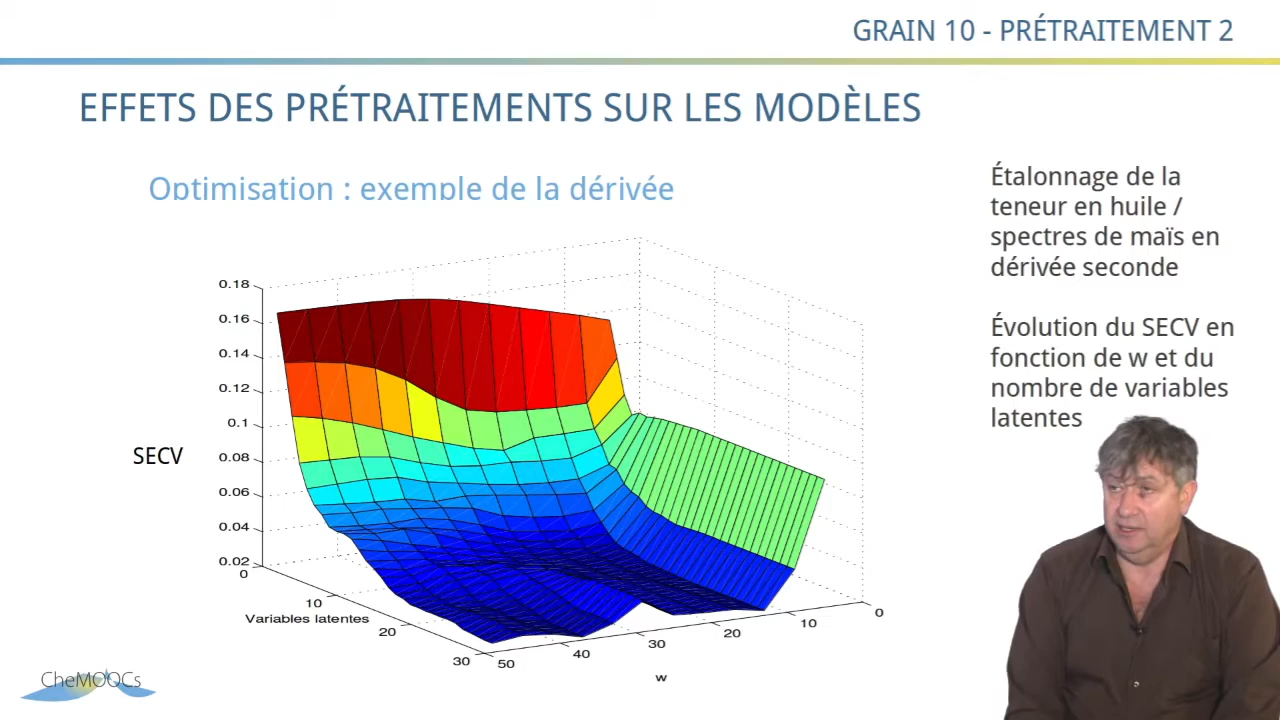 GRAIN 10 - PRÉTRAITEMENT 2
EFFETS DES PRÉTRAITEMENTS SUR LES MODÈLES
Optimisation : exemple de la dérivée
Étalonnage de la
teneur en huile /
spectres de maïs en
dérivée seconde
Évolution du SECV en
fonction de w et du
nombre de variables
latentes
0.18
0.16
0.14
0.12
0.1
0.08
0.06
0.04
0.02
SECV
0
10
20
30
Variables latentes
50
40
30
20
10
0
w
CheMOOCs